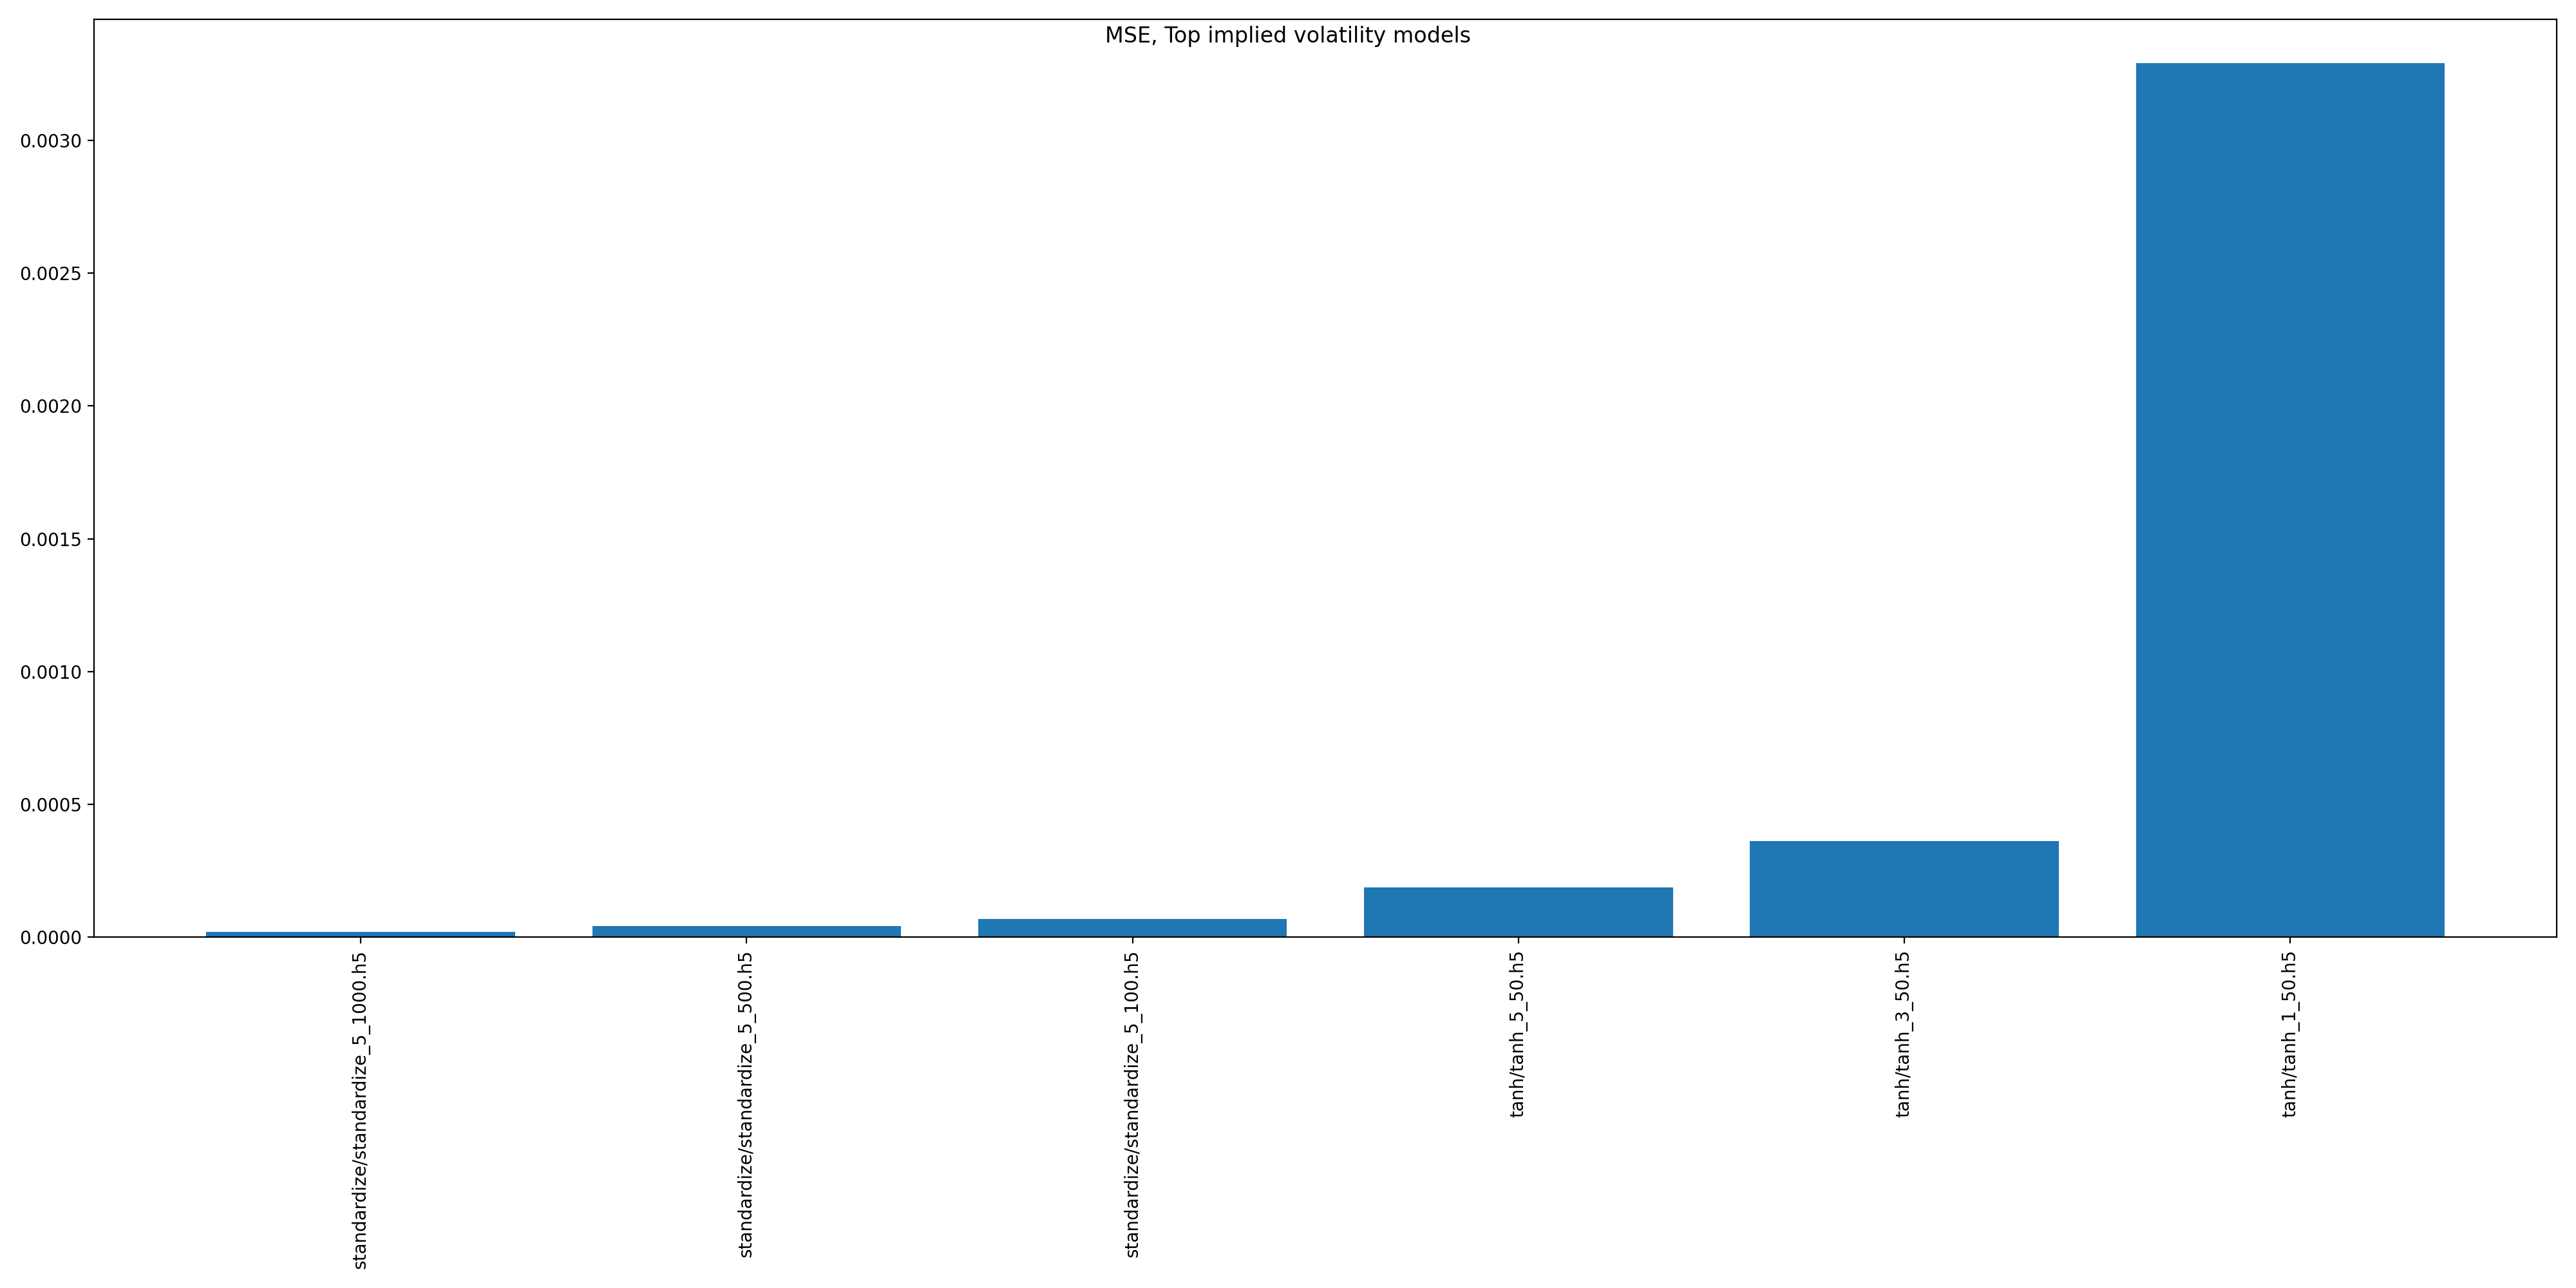 MSE, Top implied volatility models
0.0030
0.0025
0.0020
0.0015
0.0010
0.0005
0.0000
standardize/standardize_5_1000.h5
standardize/standardize_5_500.h5
standardize/standardize_5_100.h5
tanh/tanh_5_50.h5
tanh/tanh_3_50.h5
tanh/tanh_1_50.h5